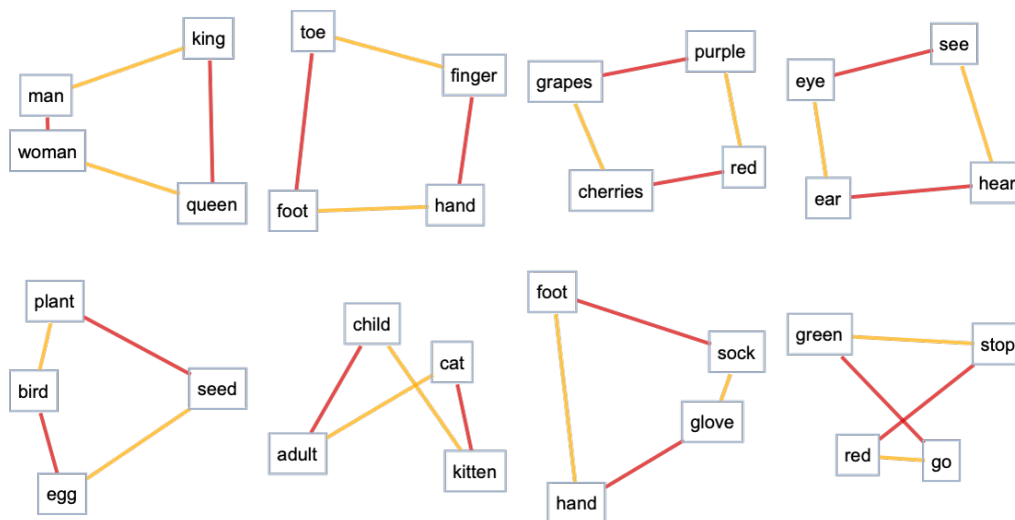 king
man
woman
queen
toe
finger
foot
hand
purple
grapes
red
cherries
see
eye
hear
ear
plant
bird
seed
egg
child
cat
adult
kitten
foot
sock
glove
hand
green
stop
red
go